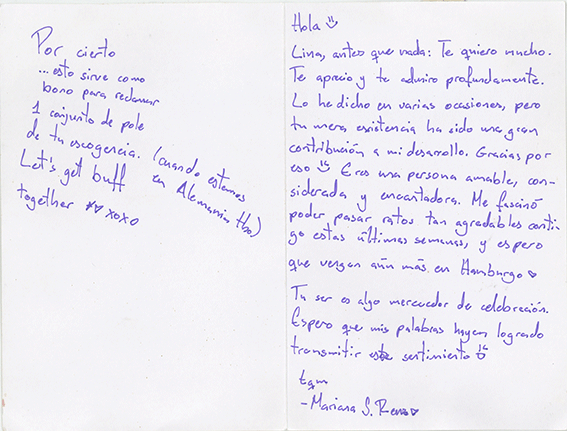 Por cierto
...esto sirve como
bono para reclamar
1 conjunto de pole
de tu escogencia. (cuando estemos
en Alemania Hbo)
Let's get buff
together xoxo
Hola
Lina, antes que nada: Te quiero mucho.
Te aprecio y te admiro profundamente.
Lo he dicho en varias ocasiones, pero
tu mera existencia ha sido una gran
contribución a mi desarrollo. Gracias por
eso Eres una persona amable, con-
siderada y encantadora. Me fascinó
poder pasar ratos tan agradables conti-
go estas últimas semanas, y espero
que vengan aún más en Hamburgo
Tu ser es algo merecedor de celebración.
Espero que mis palabras hayan logrado
transmitir este sentimiento
tqm
-Mariana S.